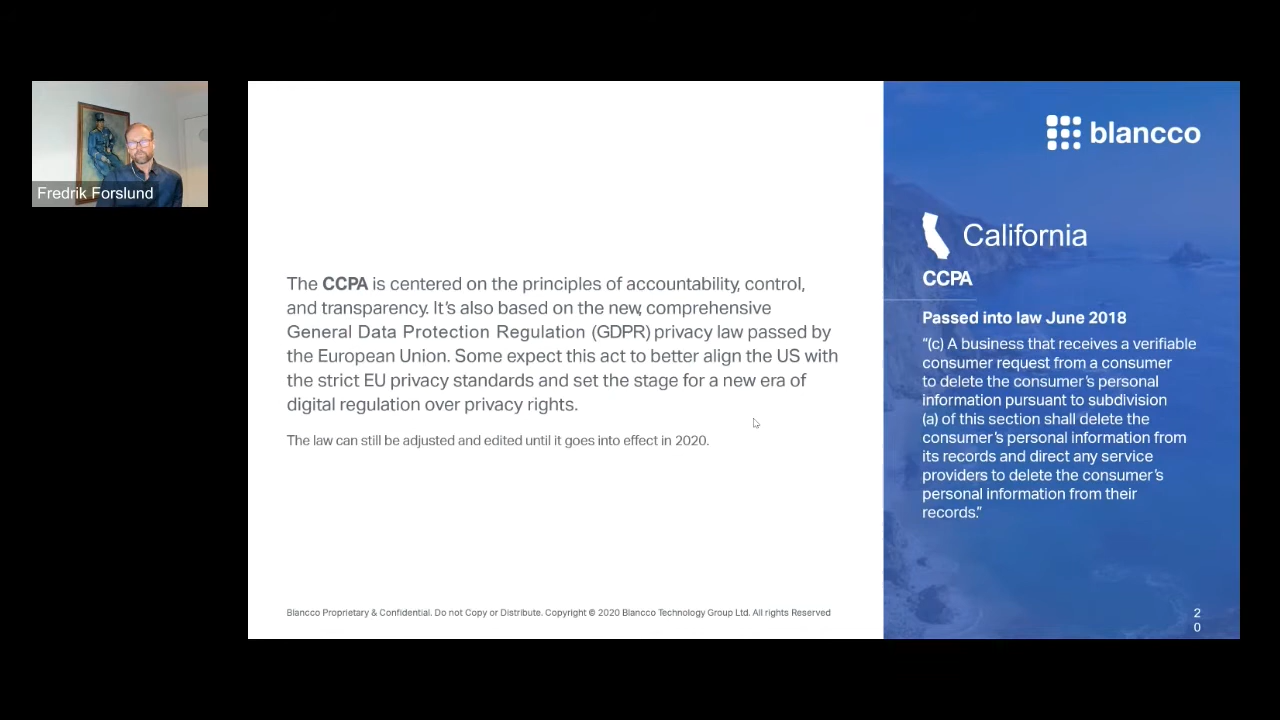 Fredrik Forslund
The CCPA is centered on the principles of accountability, control,
and transparency. It's also based on the new, comprehensive
General Data Protection Regulation (GDPR) privacy law passed by
the European Union. Some expect this act to better align the US with
the strict EU privacy standards and set the stage for a new era of
digital regulation over privacy rights.
The law can still be adjusted and edited until it goes into effect in 2020.
Blancco Proprietary & Confidential. Do not Copy or Distribute. Copyright © 2020 Blancco Technology Group Ltd. All rights Reserved
blancco
California
CCPA
Passed into law June 2018
"(c) A business that receives a verifiable
consumer request from a consumer
to delete the consumer's personal
information pursuant to subdivision
(a) of this section shall delete the
consumer's personal information from
its records and direct any service
providers to delete the consumer's
personal information from their
records."
2
0